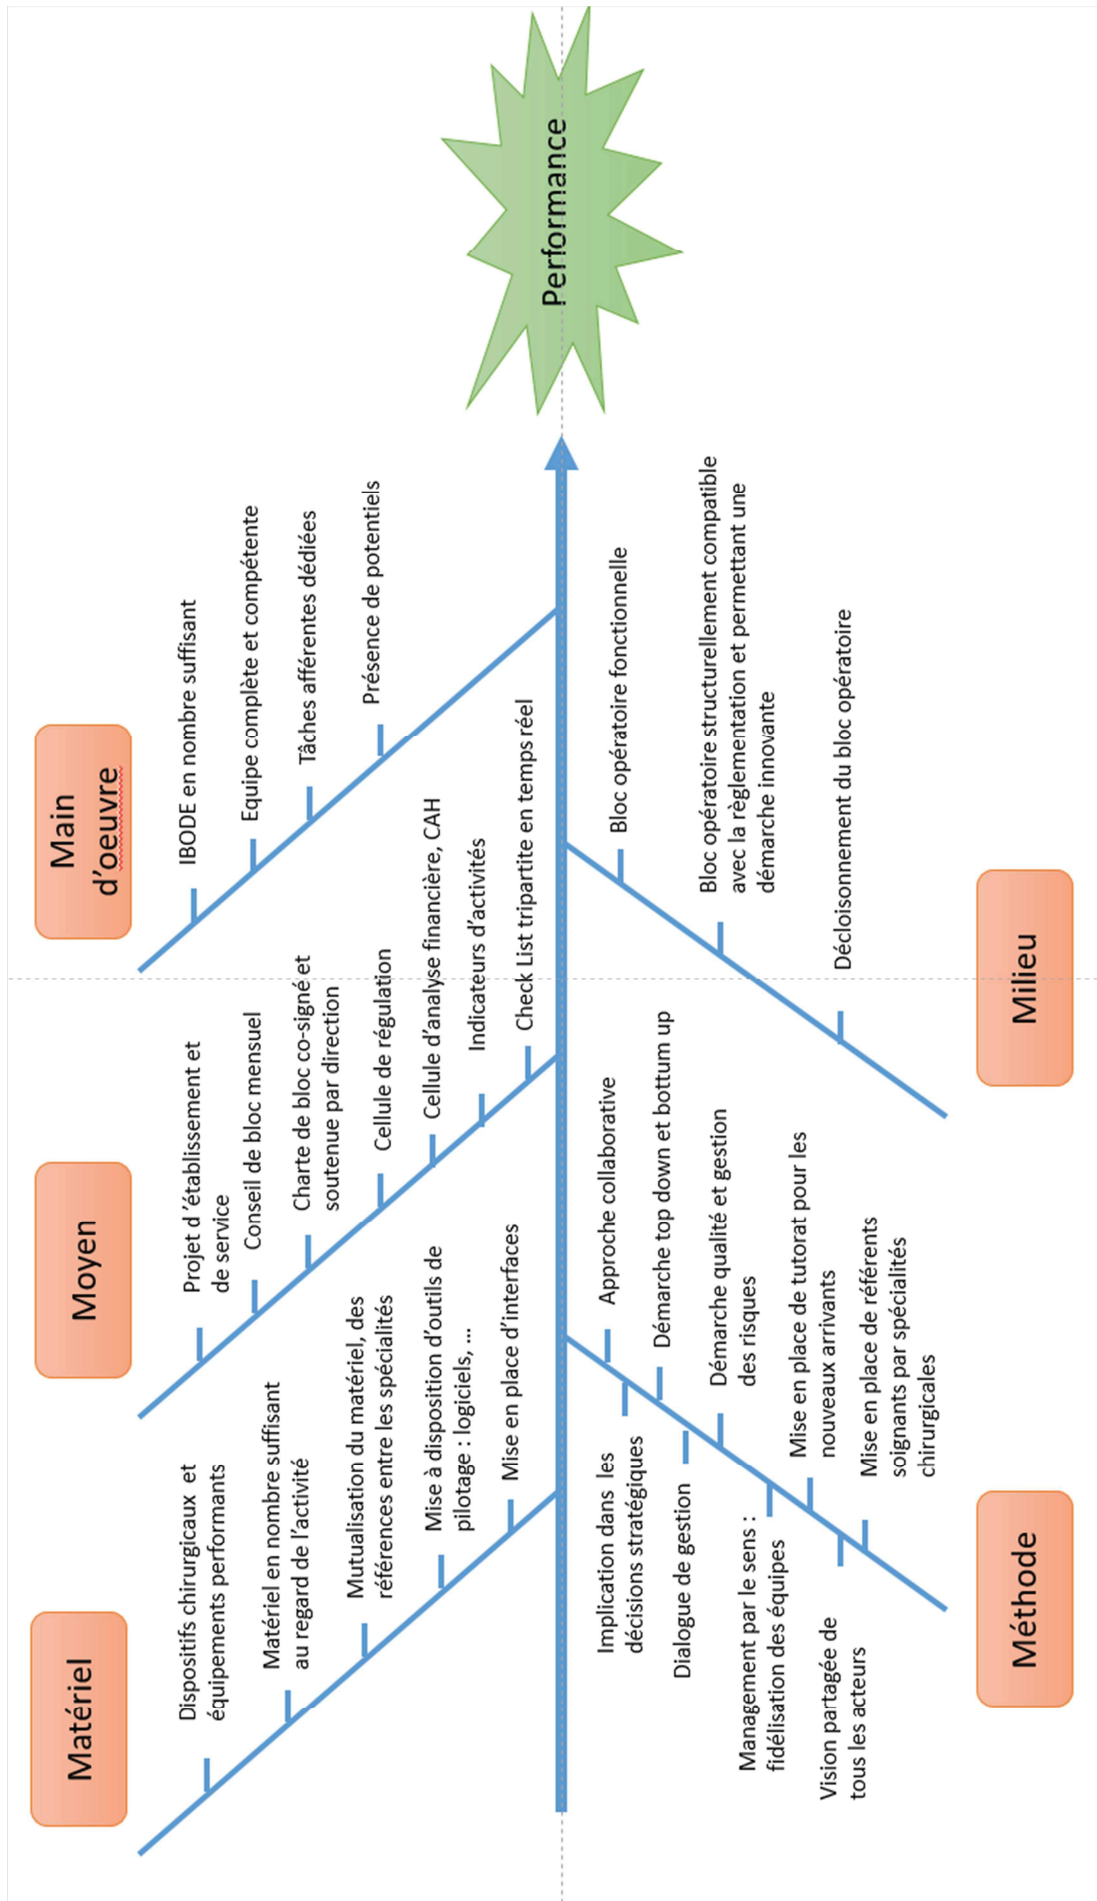 Matériel
Dispositifs chirurgicaux et
équipements performants
Matériel en nombre suffisant
au regard de l'activité
Mutualisation du matériel, des
références entre les spécialités
Mise à disposition d'outils de
pilotage : logiciels, ...
Mise en place d'interfaces
Moyen
Projet d 'établissement et
de service
Conseil de bloc mensuel
Charte de bloc co-signé et
soutenue par direction
Cellule de régulation
Cellule d'analyse financière, CAH
Indicateurs d'activités
Check List tripartite en temps réel
Main
d'oeuvre
IBODE en nombre suffisant
Equipe complète et compétente
Tâches afférentes dédiées
Présence de potentiels
Performance
Méthode
Implication dans les
décisions stratégiques
Dialogue de gestion
Management par le sens :
fidélisation des équipes
Vision partagée de
tous les acteurs
Approche collaborative
Démarche top down et bottum up
Démarche qualité et gestion
des risques
Mise en place de tutorat pour les
nouveaux arrivants
Mise en place de référents
soignants par spécialités
chirurgicales
Milieu
Bloc opératoire fonctionnelle
Bloc opératoire structurellement compatible
avec la règlementation et permettant une
démarche innovante
Décloisonnement du bloc opératoire